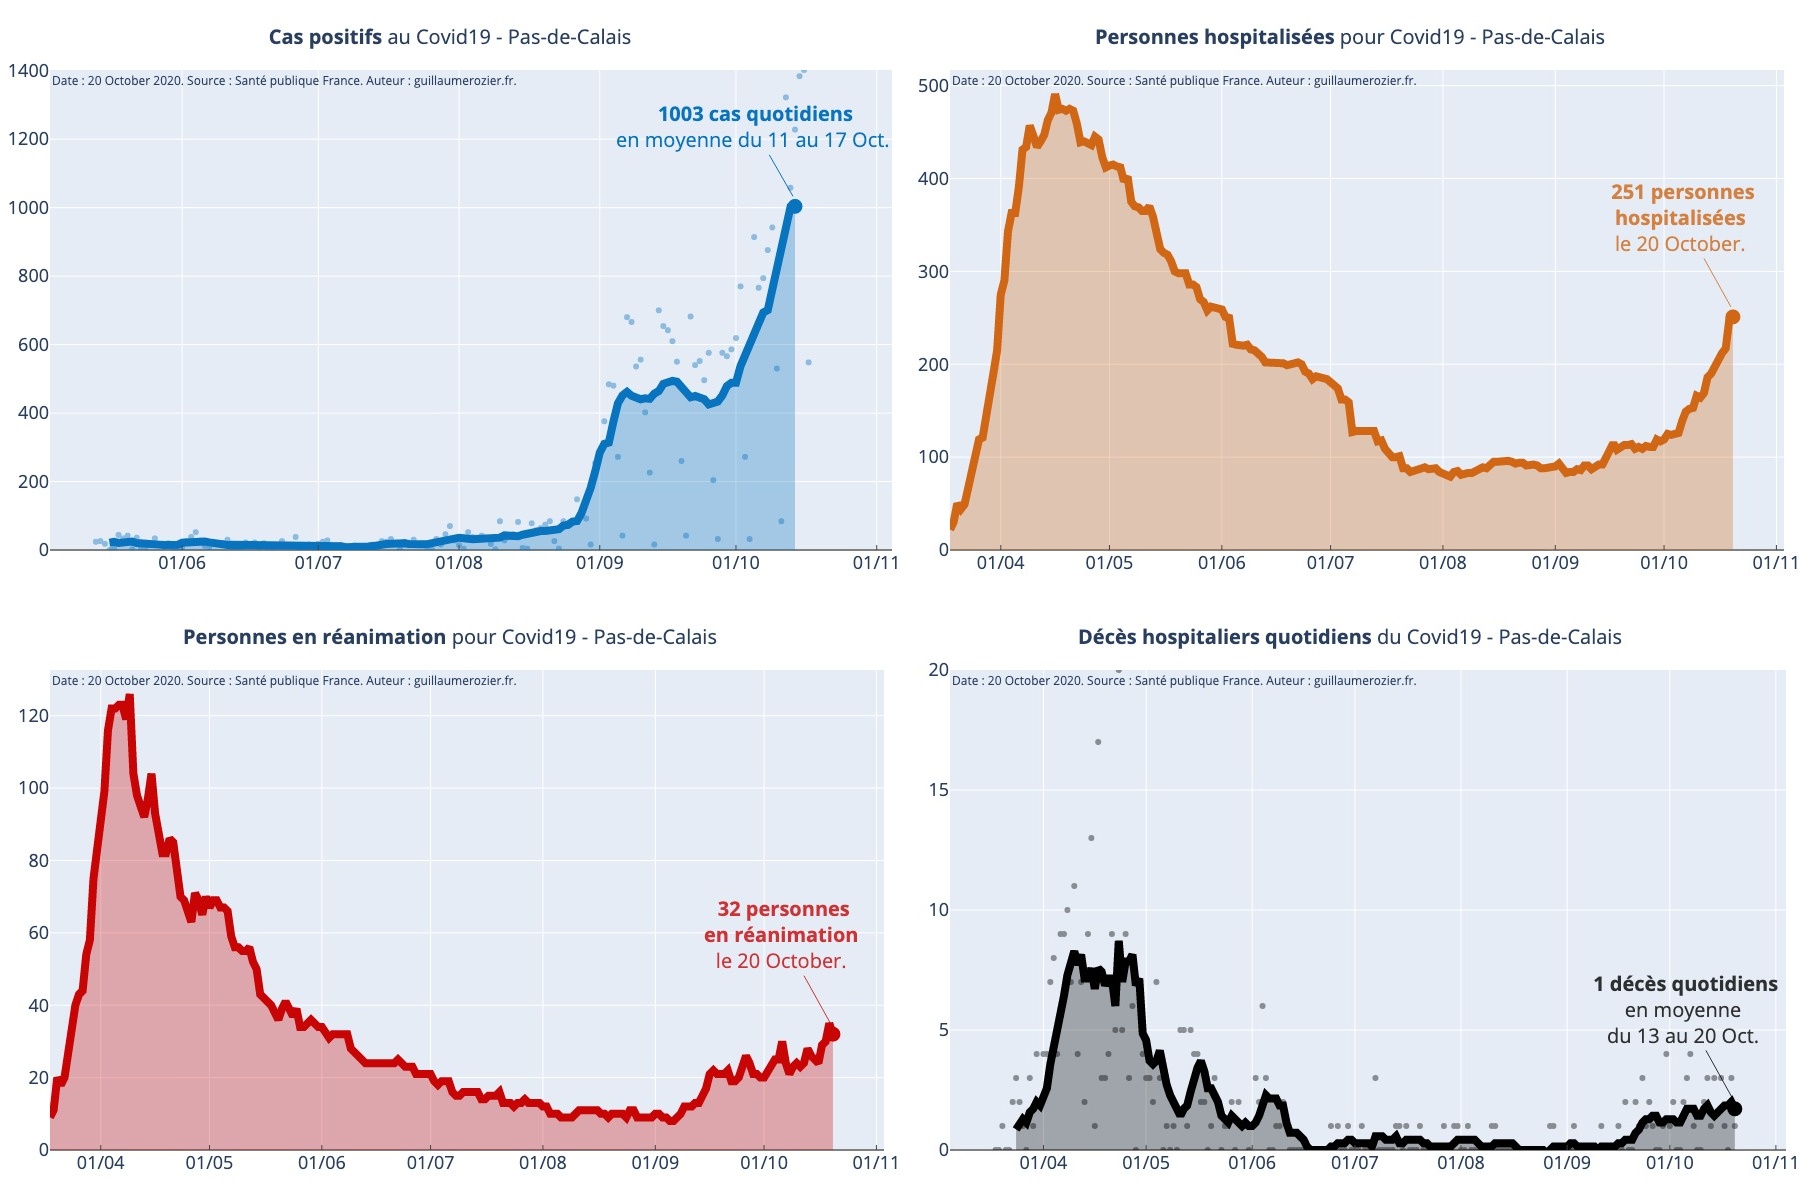 Cas positifs au Covid19 - Pas-de-Calais
Date : 20 October 2020. Source : Santé publique France. Auteur : guillaumerozier.fr.
1003 cas quotidiens
en moyenne du 11 au 17 Oct.
1400
1200
1000
800
600
400
200
0
01/06 01/07 01/08 01/09 01/10 01/11
Personnes hospitalisées pour Covid19 - Pas-de-Calais
Date : 20 October 2020. Source : Santé publique France. Auteur : guillaumerozier.fr.
251 personnes
hospitalisées
le 20 October.
500
400
300
200
100
0
01/04 01/05 01/06 01/07 01/08 01/09 01/10 01/11
Personnes en réanimation pour Covid19 - Pas-de-Calais
Date : 20 October 2020. Source : Santé publique France. Auteur : guillaumerozier.fr.
32 personnes
en réanimation
le 20 October.
120
100
80
60
40
20
0
01/04 01/05 01/06 01/07 01/08 01/09 01/10 01/11
Décès hospitaliers quotidiens du Covid19 - Pas-de-Calais
Date : 20 October 2020. Source : Santé publique France. Auteur : guillaumerozier.fr.
1 décès quotidiens
en moyenne
du 13 au 20 Oct.
20
15
10
5
0
01/04 01/05 01/06 01/07 01/08 01/09 01/10 01/11